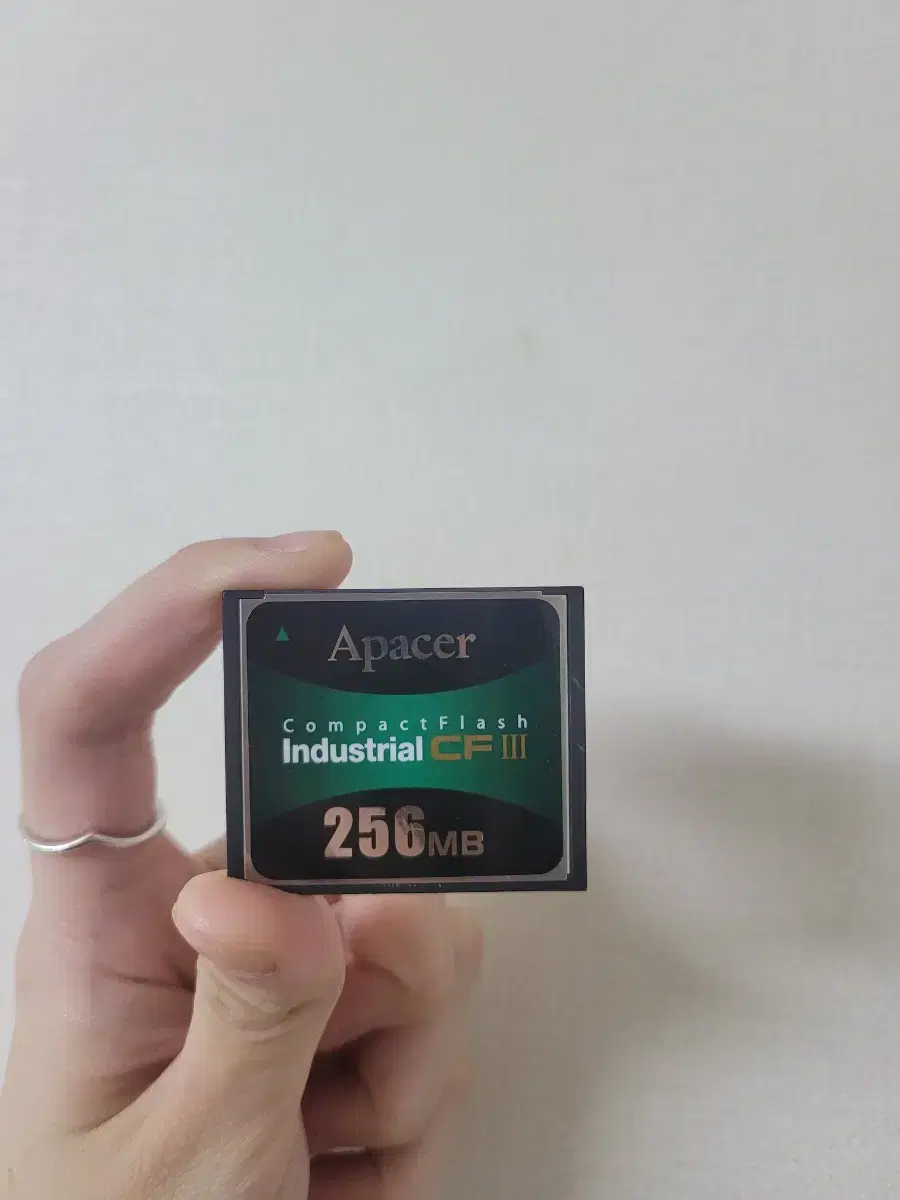 Apacer
CompactFlash
Industrial CF III
256MB